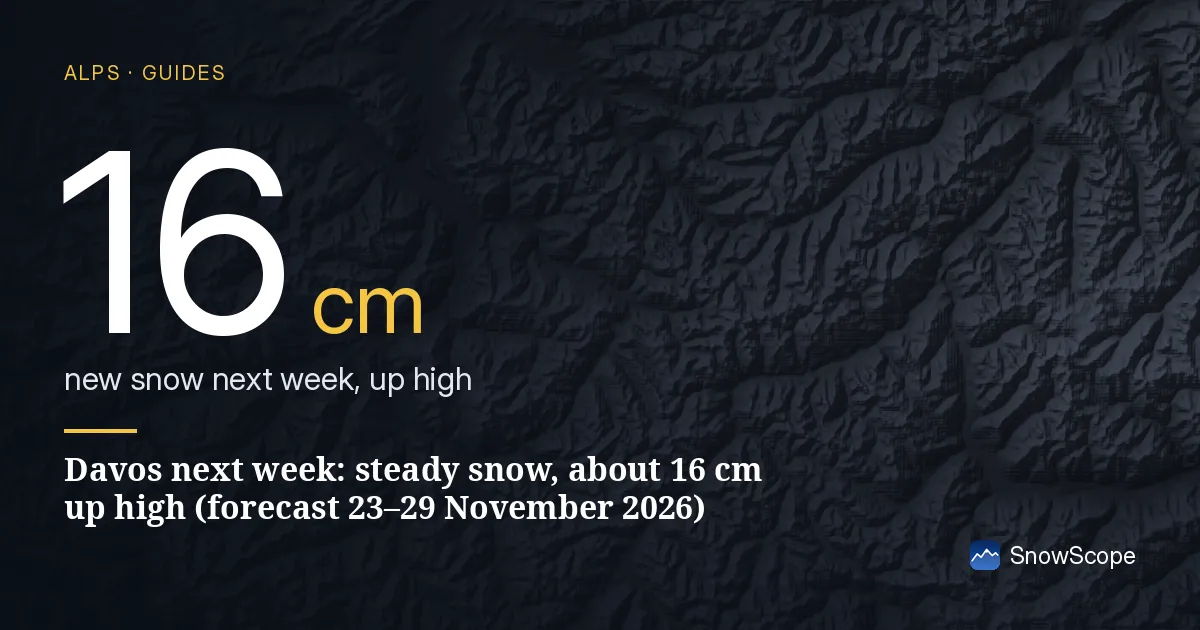 ALPS · GUIDES
16 cm
new snow next week, up high
Davos next week: steady snow, about 16 cm
up high (forecast 23–29 November 2026)
SnowScope